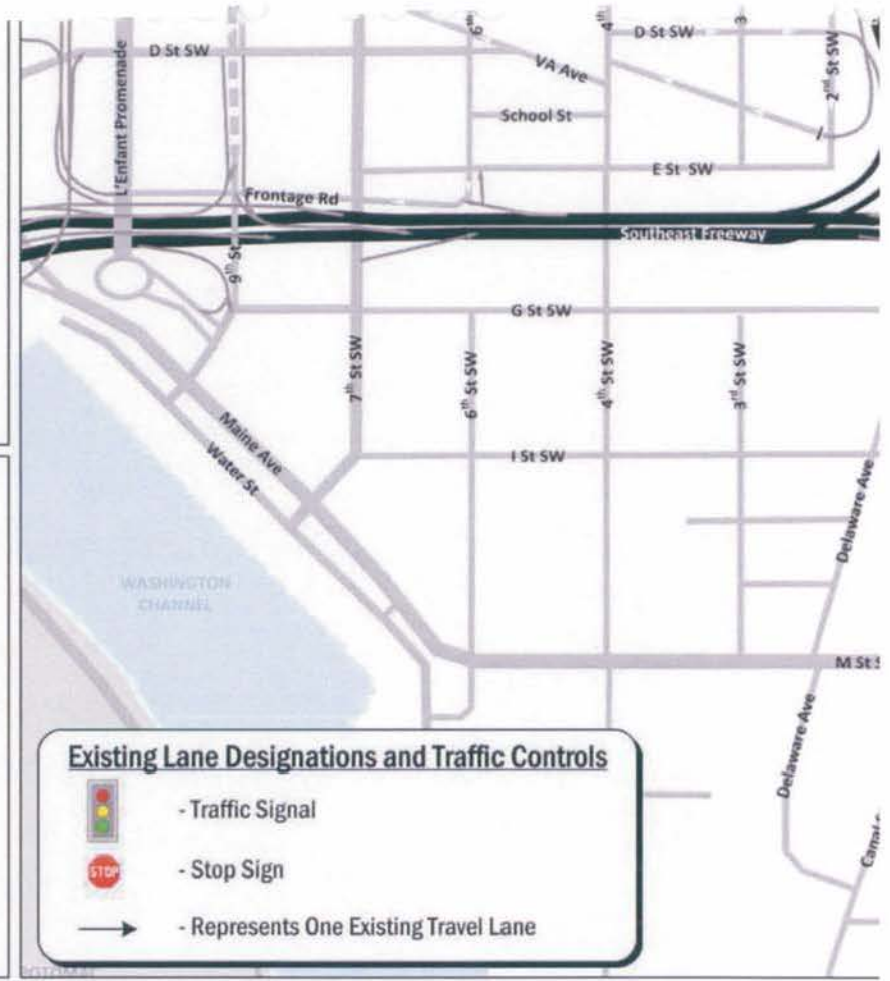 6th
4th
3
D St SW
D St SW
L'Enfant Promenade
VA Ave
2nd St SW
School St
E St SW
Frontage Rd
Southeast Freeway
9th St
G St SW
7th St SW
6th St SW
4th St SW
3rd St SW
Maine Ave
Water St
I St SW
Delaware Ave
WASHINGTON
CHANNEL
M St S
Delaware Ave
Existing Lane Designations and Traffic Controls
- Traffic Signal
STOP
- Stop Sign
- Represents One Existing Travel Lane
Canal
POTOMAC